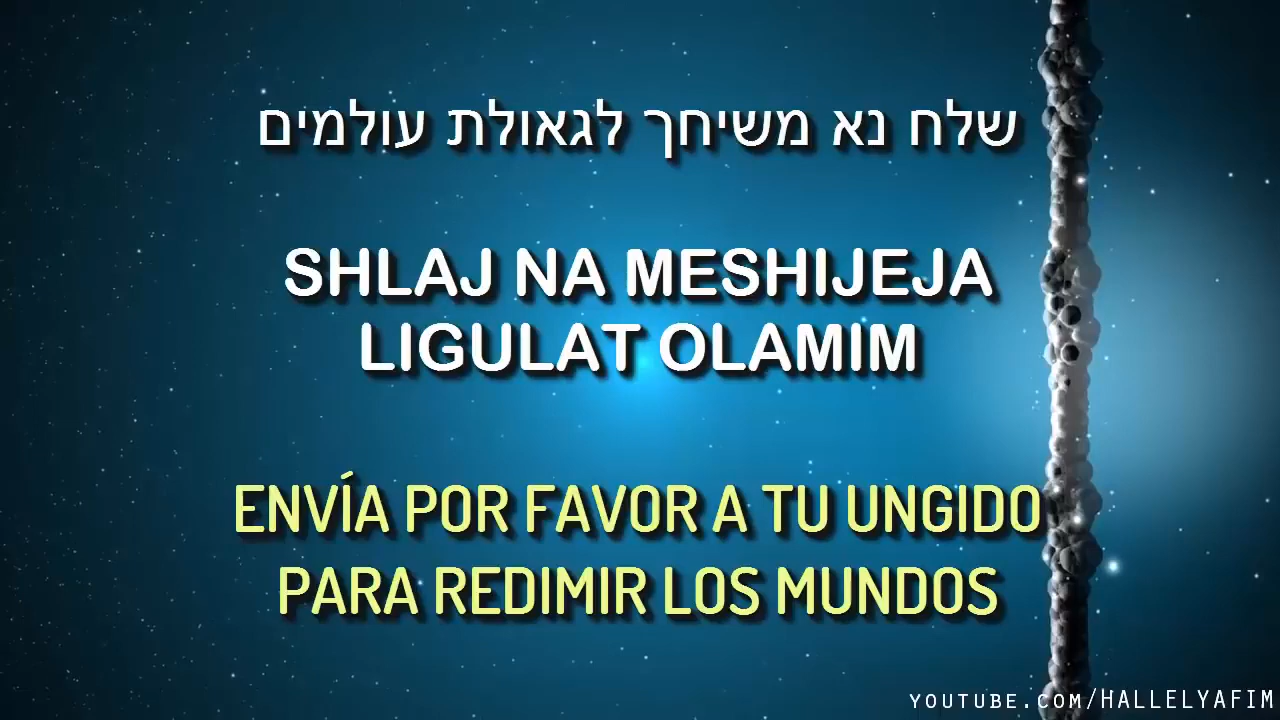 שלח נא משיחך לגאולת עולמים
SHLAJ NA MESHIJEJA
LIGULAT OLAMIM
ENVÍA POR FAVOR A TU UNGIDO
PARA REDIMIR LOS MUNDOS
YOUTUBE.COM/HALLELYAFIM